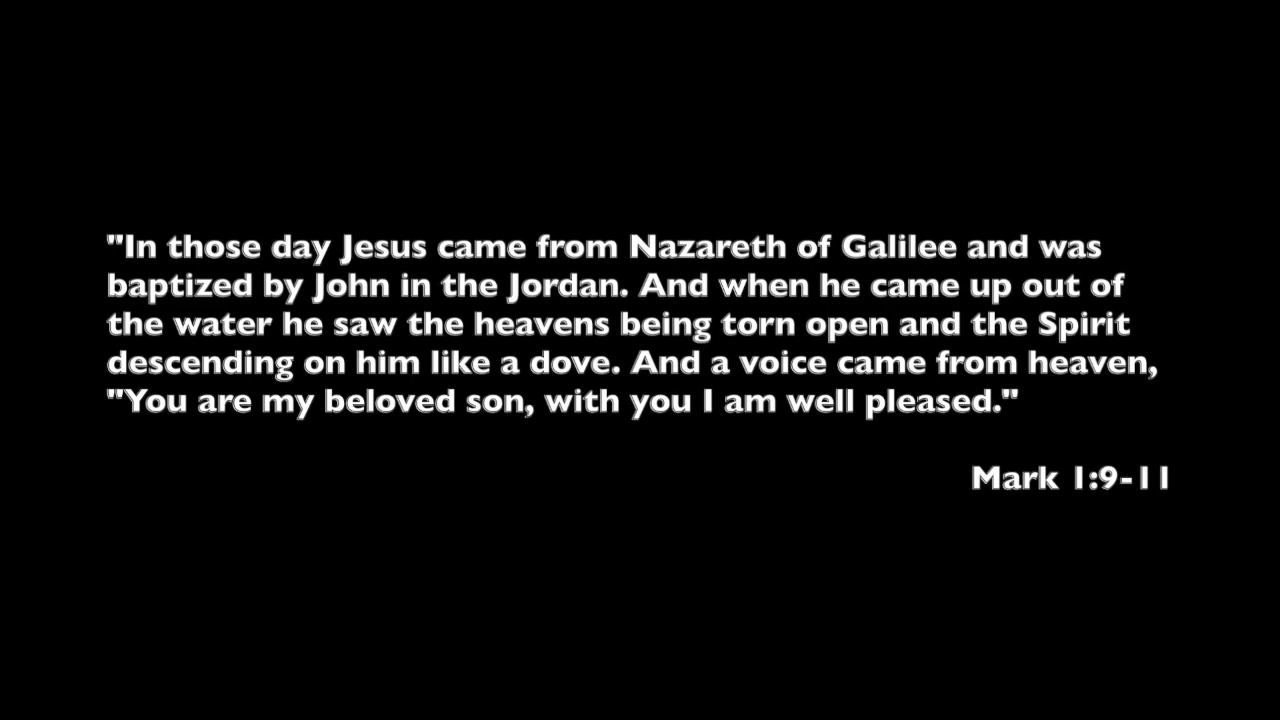 "In those day Jesus came from Nazareth of Galilee and was
baptized by John in the Jordan. And when he came up out of
the water he saw the heavens being torn open and the Spirit
descending on him like a dove. And a voice came from heaven,
"You are my beloved son, with you I am well pleased."
Mark 1:9-11